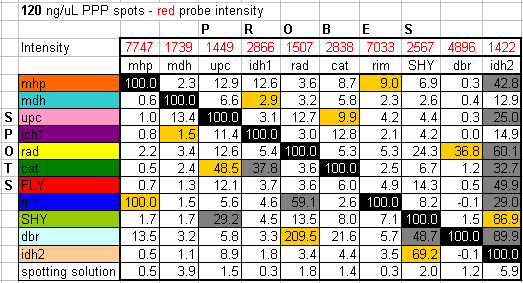 120 ng/uL PPP spots - red probe intensity
P R O B E S
Intensity 7747 1739 1449 2866 1507 2838 7033 2567 4896 1422
mhp mdh upc idh1 rad cat rim SHY dbr idh2
mhp 100.0 2.3 12.9 12.6 3.6 8.7 9.0 6.9 0.3 42.8
mdh 0.6 100.0 6.6 2.9 3.2 5.8 2.3 2.6 0.4 12.9
S upc 1.0 13.4 100.0 3.1 12.7 9.9 4.2 4.4 0.3 25.0
P idh1 0.8 1.5 11.4 100.0 3.0 12.8 2.1 4.2 0.0 14.9
O rad 2.2 3.4 12.6 5.4 100.0 5.3 5.3 24.3 36.8 60.1
T cat 0.5 2.4 48.5 37.8 3.6 100.0 2.5 6.7 1.2 32.7
S FLY 0.7 1.3 12.1 3.7 3.6 6.0 4.9 14.3 0.5 49.9
rim 100.0 1.5 5.6 4.6 59.1 2.6 100.0 8.2 -0.1 29.0
SHY 1.7 1.7 29.2 4.5 13.5 8.0 7.1 100.0 1.5 86.9
dbr 13.5 3.2 5.8 3.3 209.5 21.6 5.7 48.7 100.0 89.9
idh2 0.5 1.1 8.9 1.8 3.4 4.4 3.5 69.2 -0.1 100.0
spotting solution 0.5 3.9 1.5 0.3 1.8 1.4 0.3 2.0 1.2 5.9